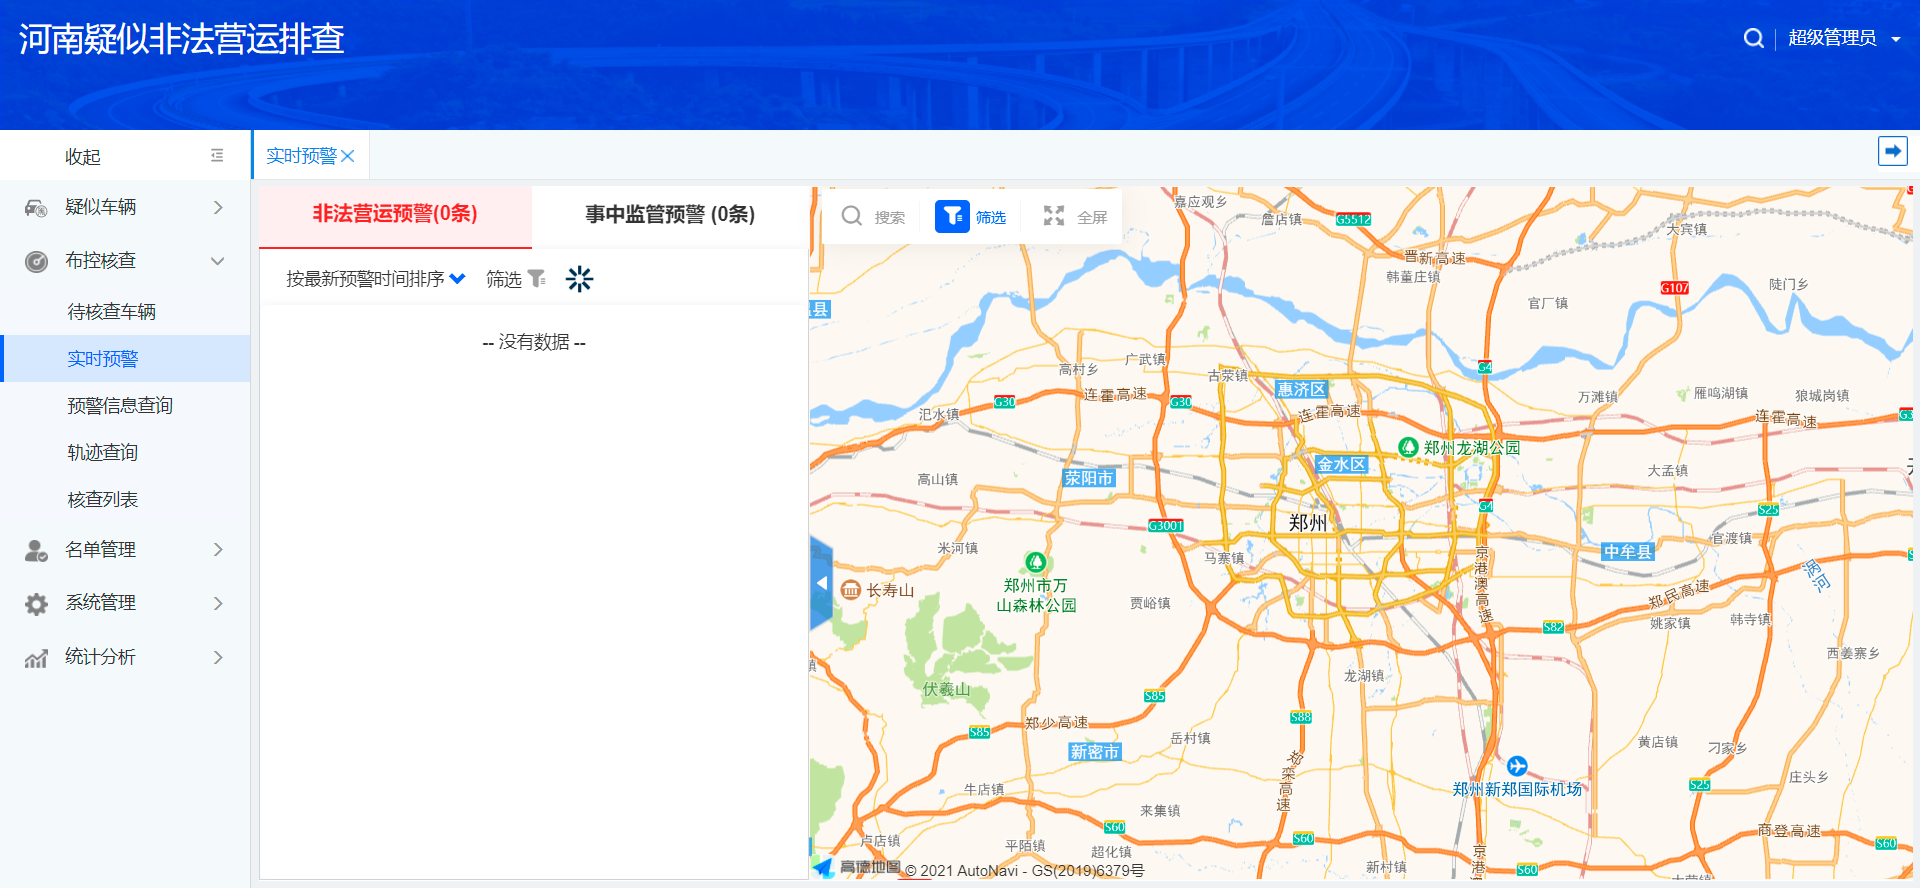 河南疑似非法营运排查
超级管理员
收起
疑似车辆
布控核查
待核查车辆
实时预警
预警信息查询
轨迹查询
核查列表
名单管理
系统管理
统计分析
实时预警
非法营运预警(0条)
事中监管预警 (0条)
按最新预警时间排序
筛选
-- 没有数据 --
搜索
筛选
全屏
嘉应观乡
詹店镇
G5512
大宾镇
晋新高速
韩董庄镇
G107
陡门乡
官厂镇
县
广武镇
高村乡
古荥镇
惠济区
G4
连霍高速
G30
G30
氾水镇
连霍高速
万滩镇
雁鸣湖镇
狼城岗镇
连霍高速
郑州龙湖公园
金水区
大孟镇
高山镇
荥阳市
G4
S25
郑州
G3001
官渡镇
米河镇
马寨镇
中牟县
京港澳高速
涡河
郑州市万
山森林公园
长寿山
贾峪镇
郑民高速
姚家镇
韩寺镇
S82
西姜寨乡
龙湖镇
伏羲山
S85
S88
郑少高速
S85
岳村镇
新密市
黄店镇
刁家乡
郑栾高速
郑州新郑国际机场
庄头乡
S25
牛店镇
来集镇
S60
S60
商登高速
S60
卢店镇
平陌镇
超化镇
新村镇
京港
S60
高德地图
© 2021 AutoNavi - GS(2019)6379号